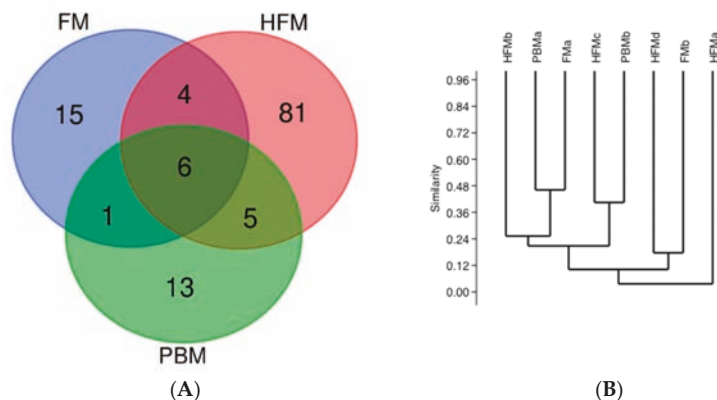 FM HFM
15 4 81
6
1 5
13
PBM
(A)
HFMb PBMa FMa HFMc PBMb HFMd FMb HFMa
0.96
0.84
0.72
0.60
0.48
0.36
0.24
0.12
0.00
Similarity
(B)